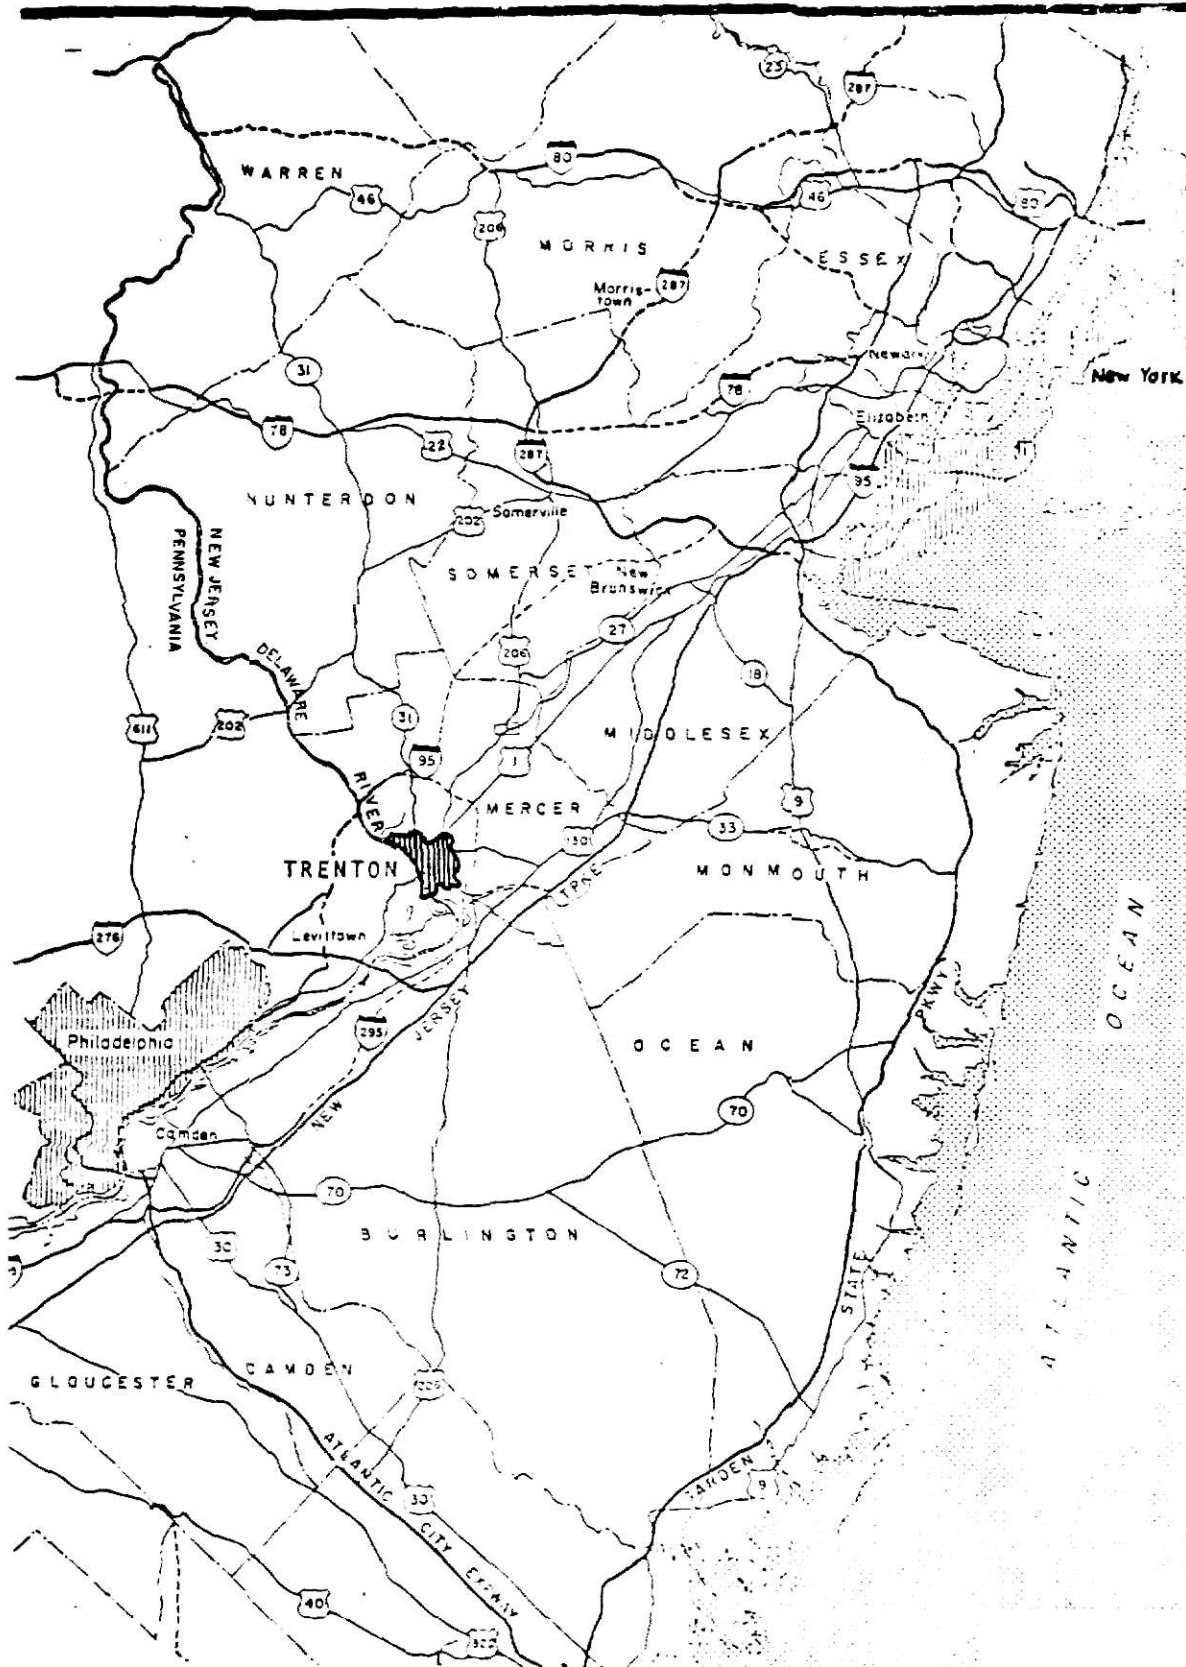 23
287
WARREN
80
46
46
80
206
MORRIS
ESSEX
Morris-
town
287
Newark
31
New York
78
Elizabeth
78
22
287
95
HUNTERDON
202
Somerville
NEW JERSEY
PENNSYLVANIA
SOMERSET
New
Brunswick
27
206
DELAWARE
18
31
611
202
MIDDLESEX
95
1
RIVER
9
MERCER
130
33
TRENTON
MONMOUTH
TPKE
276
Levittown
OCEAN
JERSEY
PKWY
295
Philadelphia
OCEAN
NEW
70
Camden
70
BURLINGTON
ATLANTIC
30
73
72
STATE
CAMDEN
GLOUCESTER
206
ATLANTIC
GARDEN
9
30
CITY
EXPWAY
40
322